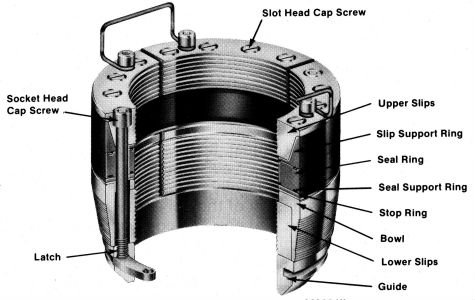 Slot Head Cap Screw
Socket Head
Cap Screw
Upper Slips
Slip Support Ring
Seal Ring
Seal Support Ring
Stop Ring
Bowl
Lower Slips
Latch
Guide